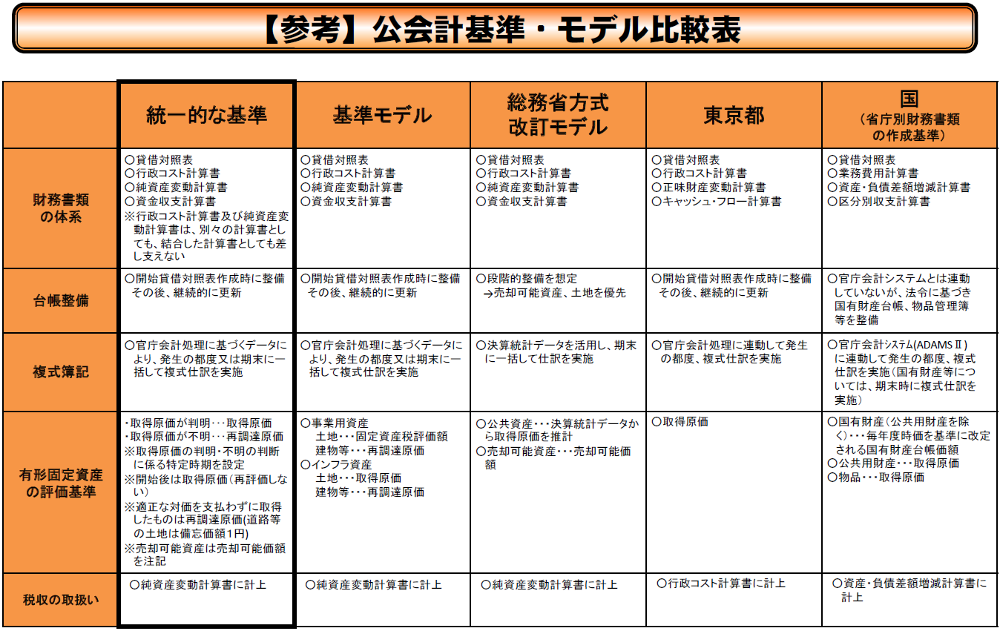 【参考】公会計基準・モデル比較表
統一的な基準
基準モデル
総務省方式
改訂モデル
東京都
国
（省庁別財務書類
の作成基準）
財務書類
の体系
○貸借対照表
○行政コスト計算書
○純資産変動計算書
○資金収支計算書
※行政コスト計算書及び純資産変
動計算書は、別々の計算書とし
ても、結合した計算書としても差
し支えない
○貸借対照表
○行政コスト計算書
○純資産変動計算書
○資金収支計算書
○貸借対照表
○行政コスト計算書
○純資産変動計算書
○資金収支計算書
○貸借対照表
○行政コスト計算書
○正味財産変動計算書
○キャッシュ・フロー計算書
○貸借対照表
○業務費用計算書
○資産・負債差額増減計算書
○区分別収支計算書
台帳整備
○開始貸借対照表作成時に整備
その後、継続的に更新
○開始貸借対照表作成時に整備
その後、継続的に更新
○段階的整備を想定
→売却可能資産、土地を優先
○開始貸借対照表作成時に整備
その後、継続的に更新
○官庁会計システムとは連動
していないが、法令に基づき
国有財産台帳、物品管理簿
等を整備
複式簿記
○官庁会計処理に基づくデータに
より、発生の都度又は期末に一
括して複式仕訳を実施
○官庁会計処理に基づくデータに
より、発生の都度又は期末に一
括して複式仕訳を実施
○決算統計データを活用し、期末
に一括して仕訳を実施
○官庁会計処理に連動して発生
の都度、複式仕訳を実施
○官庁会計システム(ADAMSⅡ)
に連動して発生の都度、複式
仕訳を実施（国有財産等につ
いては、期末時に複式仕訳を
実施）
有形固定資産
の評価基準
・取得原価が判明・・・取得原価
・取得原価が不明・・・再調達原価
※取得原価の判明・不明の判断
に係る特定時期を設定
※開始後は取得原価（再評価しな
い）
※適正な対価を支払わずに取得
したものは再調達原価(道路等
の土地は備忘価額１円)
※売却可能資産は売却可能価額
を注記
○事業用資産
土地・・・固定資産税評価額
建物等・・・再調達原価
○インフラ資産
土地・・・取得原価
建物等・・・再調達原価
○公共資産・・・決算統計データか
ら取得原価を推計
○売却可能資産・・・売却可能価
額
○取得原価
○国有財産（公共用財産を除
く）・・・毎年度時価を基準に改定
される国有財産台帳価額
○公共用財産・・・取得原価
○物品・・・取得原価
税収の取扱い
○純資産変動計算書に計上
○純資産変動計算書に計上
○純資産変動計算書に計上
○行政コスト計算書に計上
○資産・負債差額増減計算書に
計上